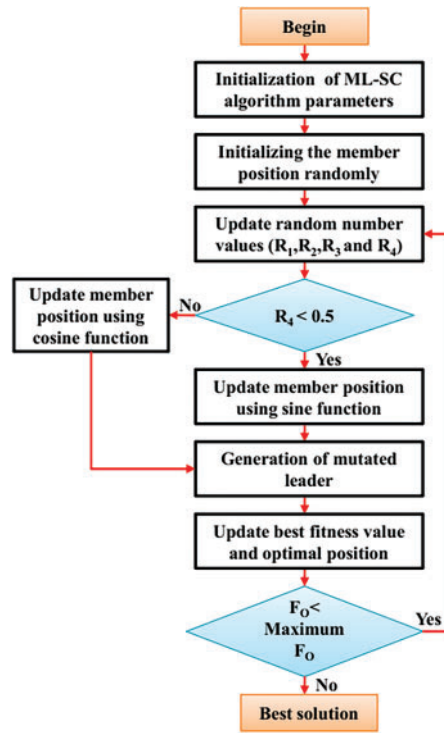 Begin
Initialization of ML-SC
algorithm parameters
Initializing the member
position randomly
Update random number
values (R₁,R₂,R₃ and R₄)
R₄ < 0.5
No
Update member
position using
cosine function
Yes
Update member position
using sine function
Generation of mutated
leader
Update best fitness value
and optimal position
F_O<
Maximum
F_O
Yes
No
Best solution